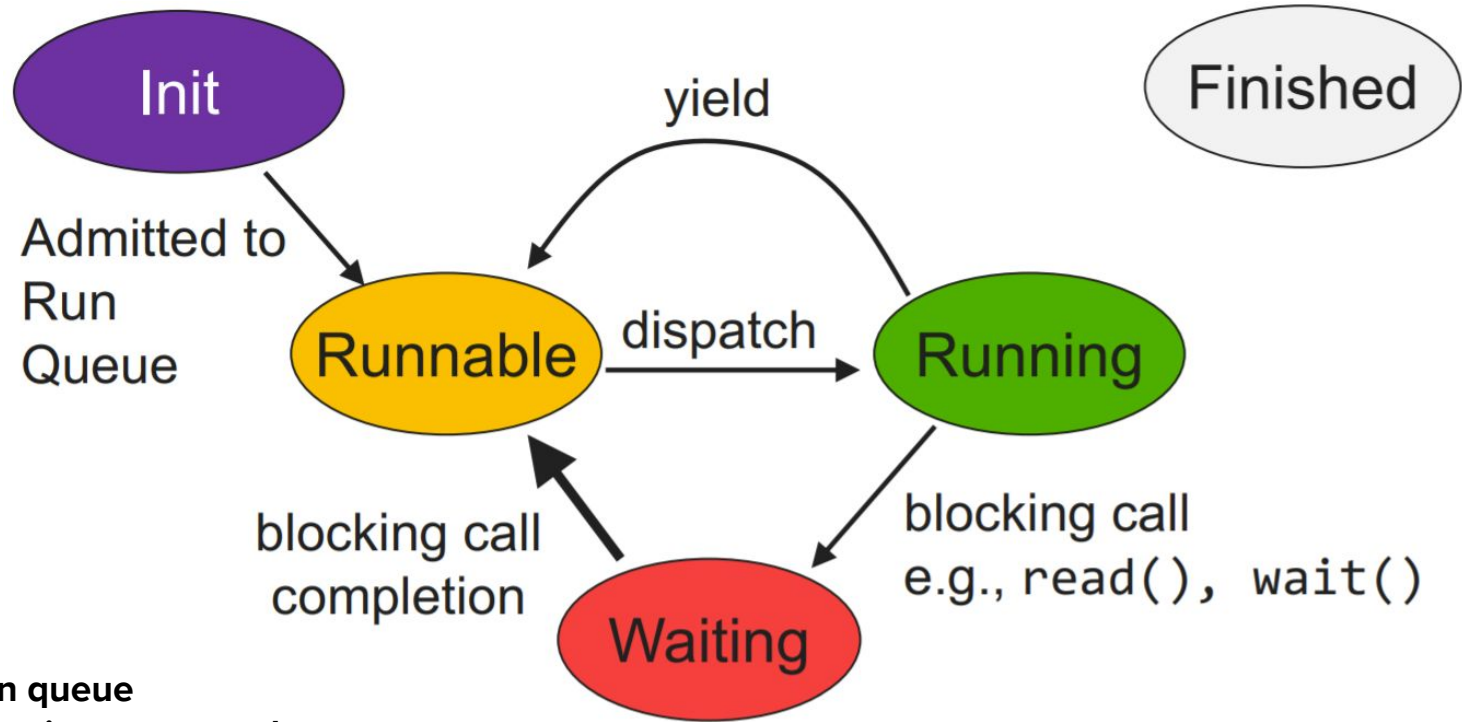 Init
Finished
yield
Admitted to
Run
Queue
Runnable
dispatch
Running
blocking call
completion
blocking call
e.g., read(), wait()
Waiting
n queue